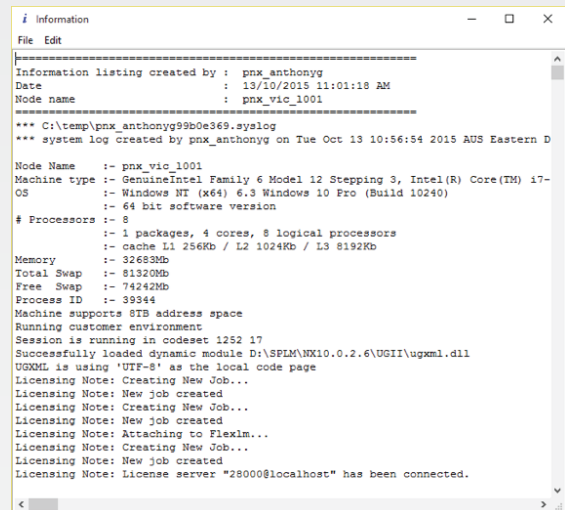 i Information
File Edit
================================================================
Information listing created by : pnx_anthonyg
Date : 13/10/2015 11:01:18 AM
Node name : pnx_vic_l001
================================================================
*** C:\temp\pnx_anthonyg99b0e369.syslog
*** system log created by pnx_anthonyg on Tue Oct 13 10:56:54 2015 AUS Eastern D
Node Name :- pnx_vic_l001
Machine type :- GenuineIntel Family 6 Model 12 Stepping 3, Intel(R) Core(TM) i7-
OS :- Windows NT (x64) 6.3 Windows 10 Pro (Build 10240)
:- 64 bit software version
# Processors :- 8
:- 1 packages, 4 cores, 8 logical processors
:- cache L1 256Kb / L2 1024Kb / L3 8192Kb
Memory :- 32683Mb
Total Swap :- 81320Mb
Free Swap :- 74242Mb
Process ID :- 39344
Machine supports 8TB address space
Running customer environment
Session is running in codeset 1252 17
Successfully loaded dynamic module D:\SPLM\NX10.0.2.6\UGII\ugxml.dll
UGXML is using 'UTF-8' as the local code page
Licensing Note: Creating New Job...
Licensing Note: New job created
Licensing Note: Creating New Job...
Licensing Note: New job created
Licensing Note: Attaching to Flexlm...
Licensing Note: Creating New Job...
Licensing Note: New job created
Licensing Note: License server "28000@localhost" has been connected.